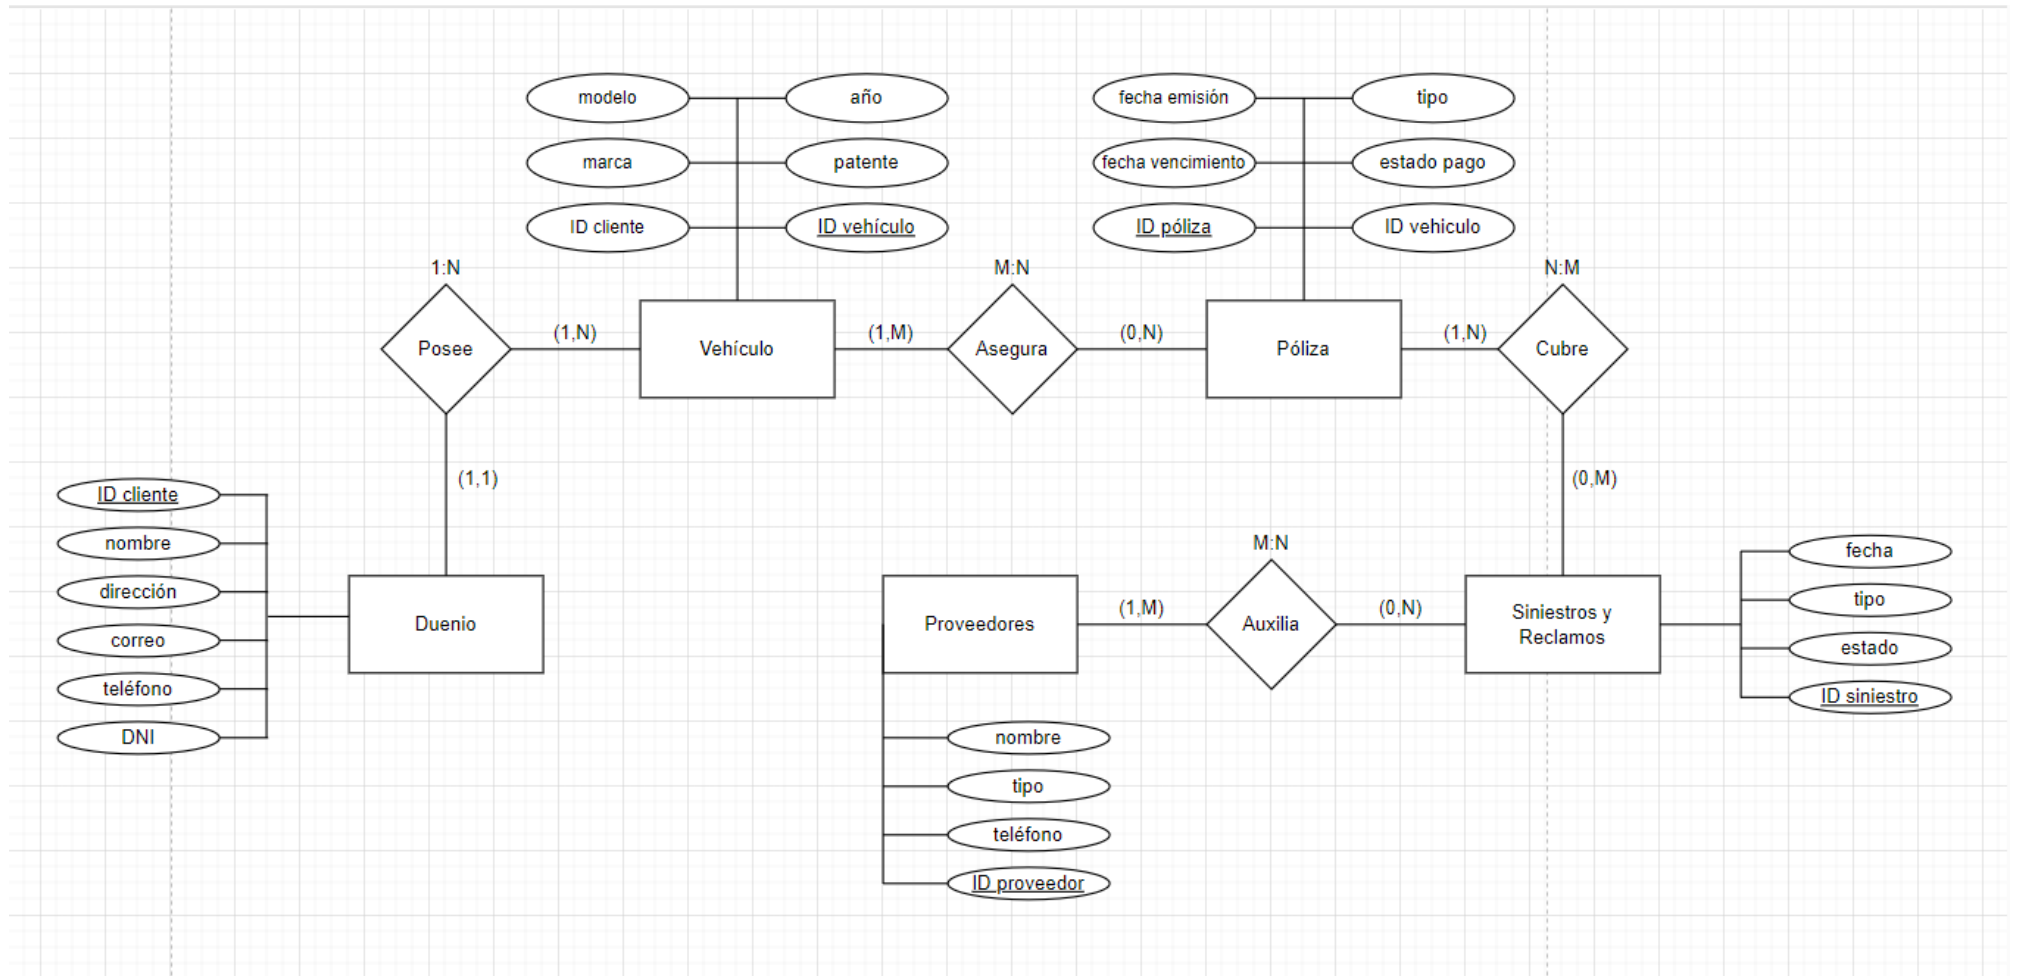 modelo
año
marca
patente
ID cliente
ID vehículo
fecha emisión
tipo
fecha vencimiento
estado pago
ID póliza
ID vehiculo
1:N
M:N
N:M
Posee
(1,N)
Vehículo
(1,M)
Asegura
(0,N)
Póliza
(1,N)
Cubre
(1,1)
(0,M)
ID cliente
nombre
dirección
correo
teléfono
DNI
Duenio
M:N
Proveedores
(1,M)
Auxilia
(0,N)
Siniestros y
Reclamos
fecha
tipo
estado
ID siniestro
nombre
tipo
teléfono
ID proveedor